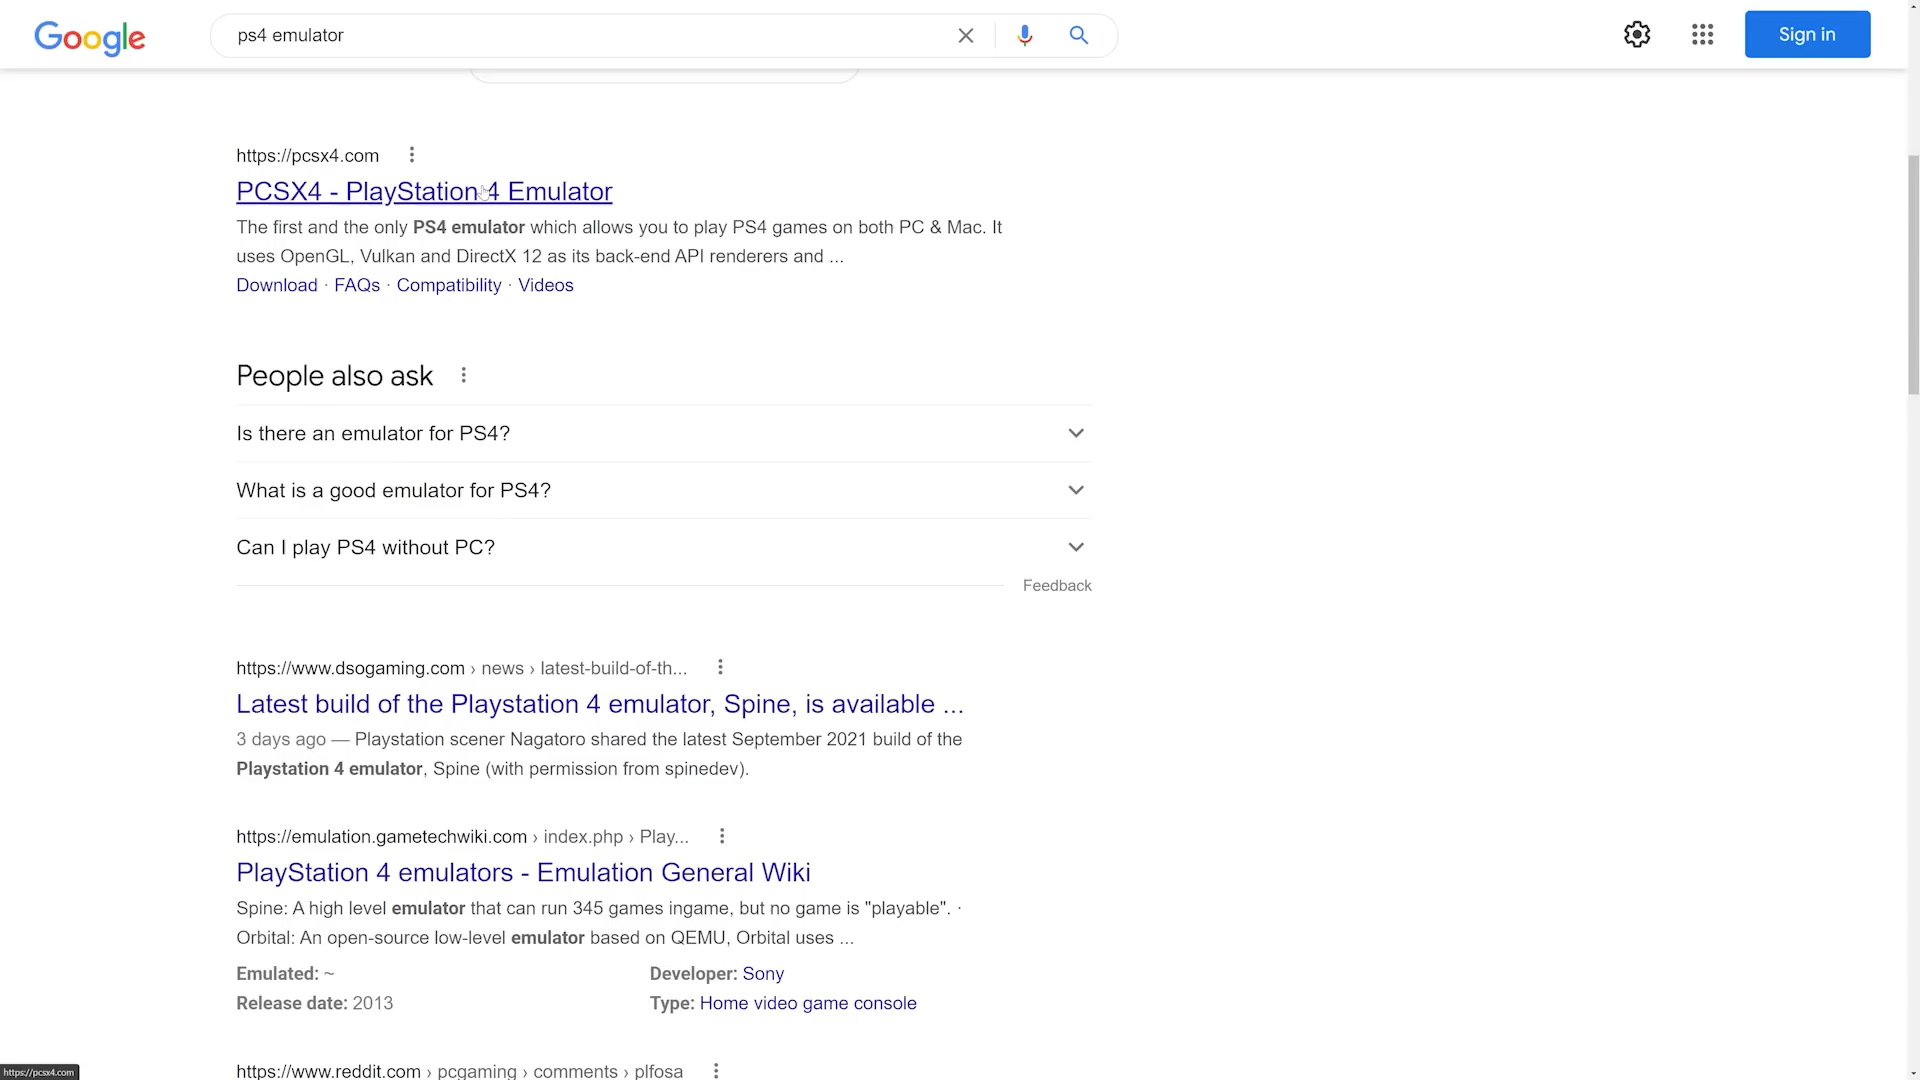 Google
ps4 emulator
Sign in
https://pcsx4.com
PCSX4 - PlayStation 4 Emulator
The first and the only PS4 emulator which allows you to play PS4 games on both PC & Mac. It
uses OpenGL, Vulkan and DirectX 12 as its back-end API renderers and ...
Download · FAQs · Compatibility · Videos
People also ask
Is there an emulator for PS4?
What is a good emulator for PS4?
Can I play PS4 without PC?
Feedback
https://www.dsogaming.com › news › latest-build-of-th...
Latest build of the Playstation 4 emulator, Spine, is available ...
3 days ago — Playstation scener Nagatoro shared the latest September 2021 build of the
Playstation 4 emulator, Spine (with permission from spinedev).
https://emulation.gametechwiki.com › index.php › Play...
PlayStation 4 emulators - Emulation General Wiki
Spine: A high level emulator that can run 345 games ingame, but no game is "playable". ·
Orbital: An open-source low-level emulator based on QEMU, Orbital uses ...
Emulated: ~
Developer: Sony
Release date: 2013
Type: Home video game console
https://www.reddit.com › pcgaming › comments › plfosa
https://pcsx4.com